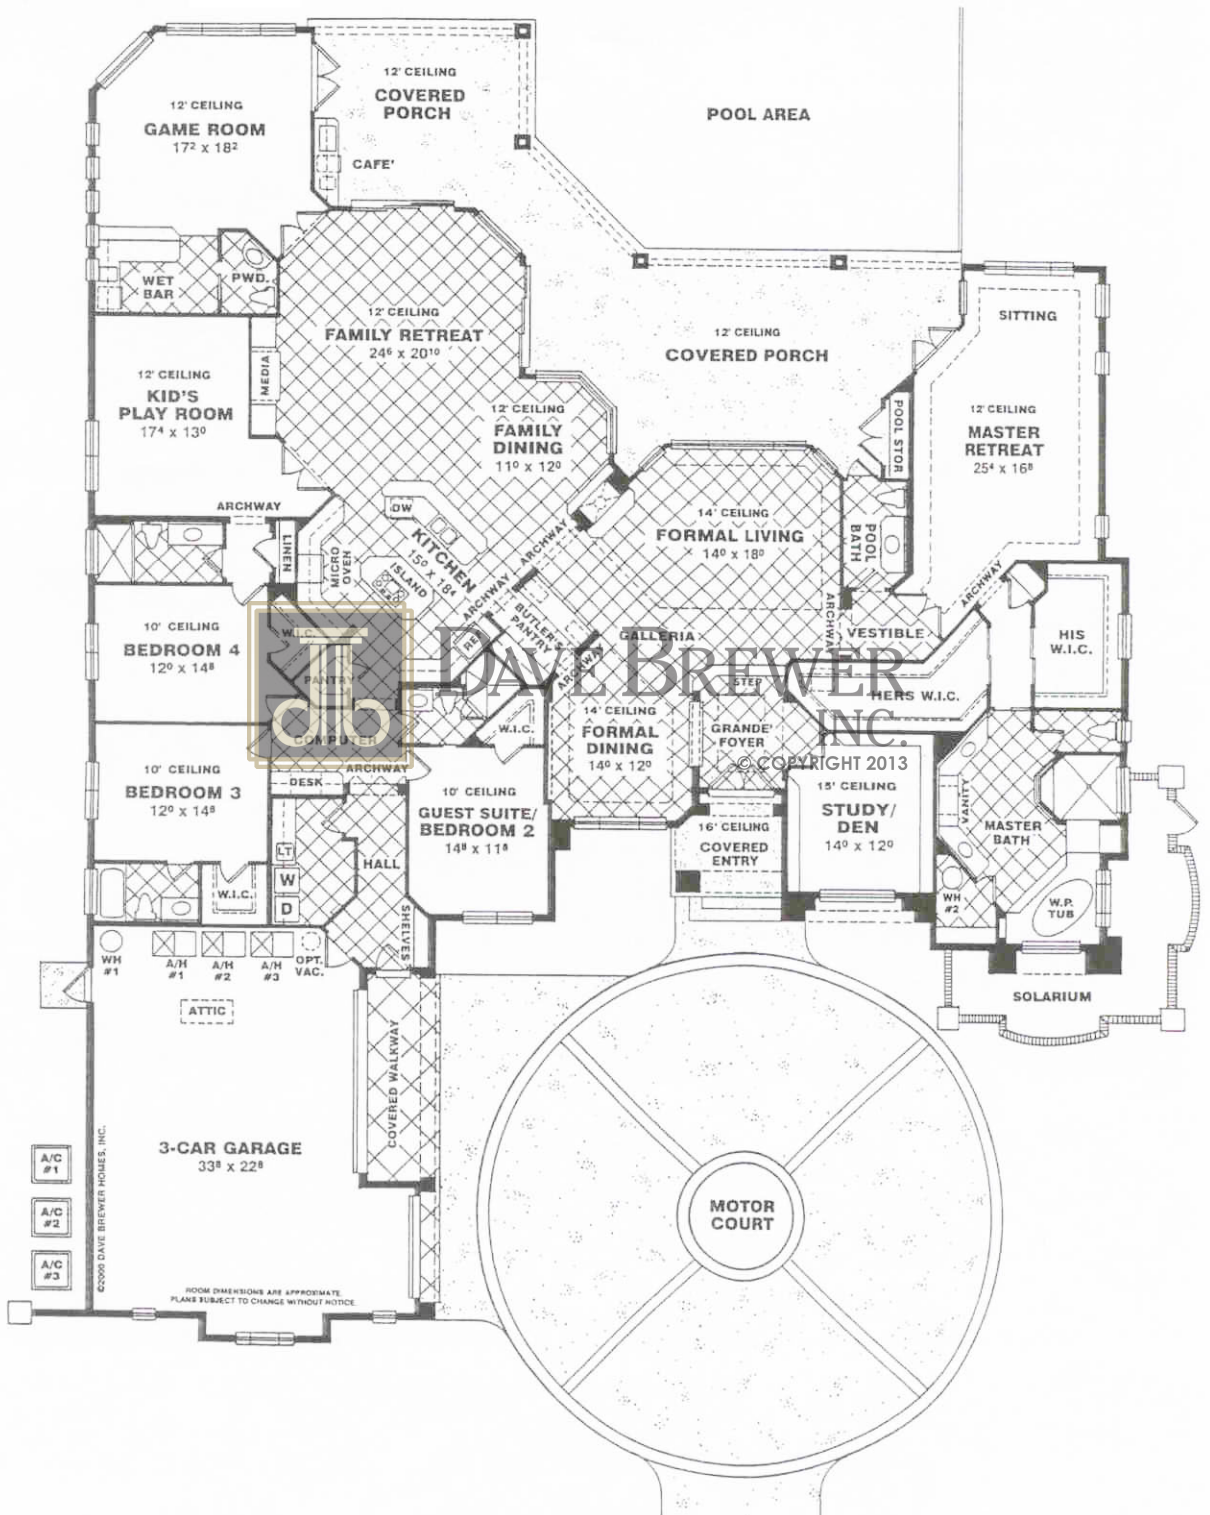 12' CEILING
GAME ROOM
17² x 18²
12' CEILING
COVERED
PORCH
CAFE'
POOL AREA
WET
BAR
PWD.
12' CEILING
FAMILY RETREAT
24⁶ x 20¹⁰
12' CEILING
COVERED PORCH
SITTING
12' CEILING
KID'S
PLAY ROOM
17⁴ x 13⁰
MEDIA
12' CEILING
FAMILY
DINING
11⁰ x 12⁰
POOL STOR
12' CEILING
MASTER
RETREAT
25⁴ x 16⁸
ARCHWAY
LINEN
MICRO
OVEN
DW
KITCHEN
15⁰ x 18⁴
ISLAND
ARCHWAY
ARCHWAY
14' CEILING
FORMAL LIVING
14⁰ x 18⁰
POOL
BATH
ARCHWAY
ARCHWAY
VESTIBLE
HIS
W.I.C.
10' CEILING
BEDROOM 4
12⁰ x 14⁸
W.I.C.
PANTRY
REF
BUTLER'S
PANTRY
ARCHWAY
GALLERIA
DAVE BREWER
INC.
© COPYRIGHT 2013
STEP
HERS W.I.C.
COMPUTER
W.I.C.
14' CEILING
FORMAL
DINING
14⁰ x 12⁰
GRANDE'
FOYER
10' CEILING
BEDROOM 3
12⁰ x 14⁸
DESK
ARCHWAY
10' CEILING
GUEST SUITE/
BEDROOM 2
14⁸ x 11⁸
16' CEILING
COVERED
ENTRY
15' CEILING
STUDY/
DEN
14⁰ x 12⁰
VANITY
MASTER
BATH
LT
W
D
HALL
W.I.C.
SHELVES
WH
#2
W.P.
TUB
WH
#1
A/H
#1
A/H
#2
A/H
#3
OPT.
VAC.
ATTIC
SOLARIUM
COVERED WALKWAY
3-CAR GARAGE
33⁸ x 22⁸
A/C
#1
A/C
#2
A/C
#3
©2000 DAVE BREWER HOMES, INC.
MOTOR
COURT
ROOM DIMENSIONS ARE APPROXIMATE.
PLANS SUBJECT TO CHANGE WITHOUT NOTICE.